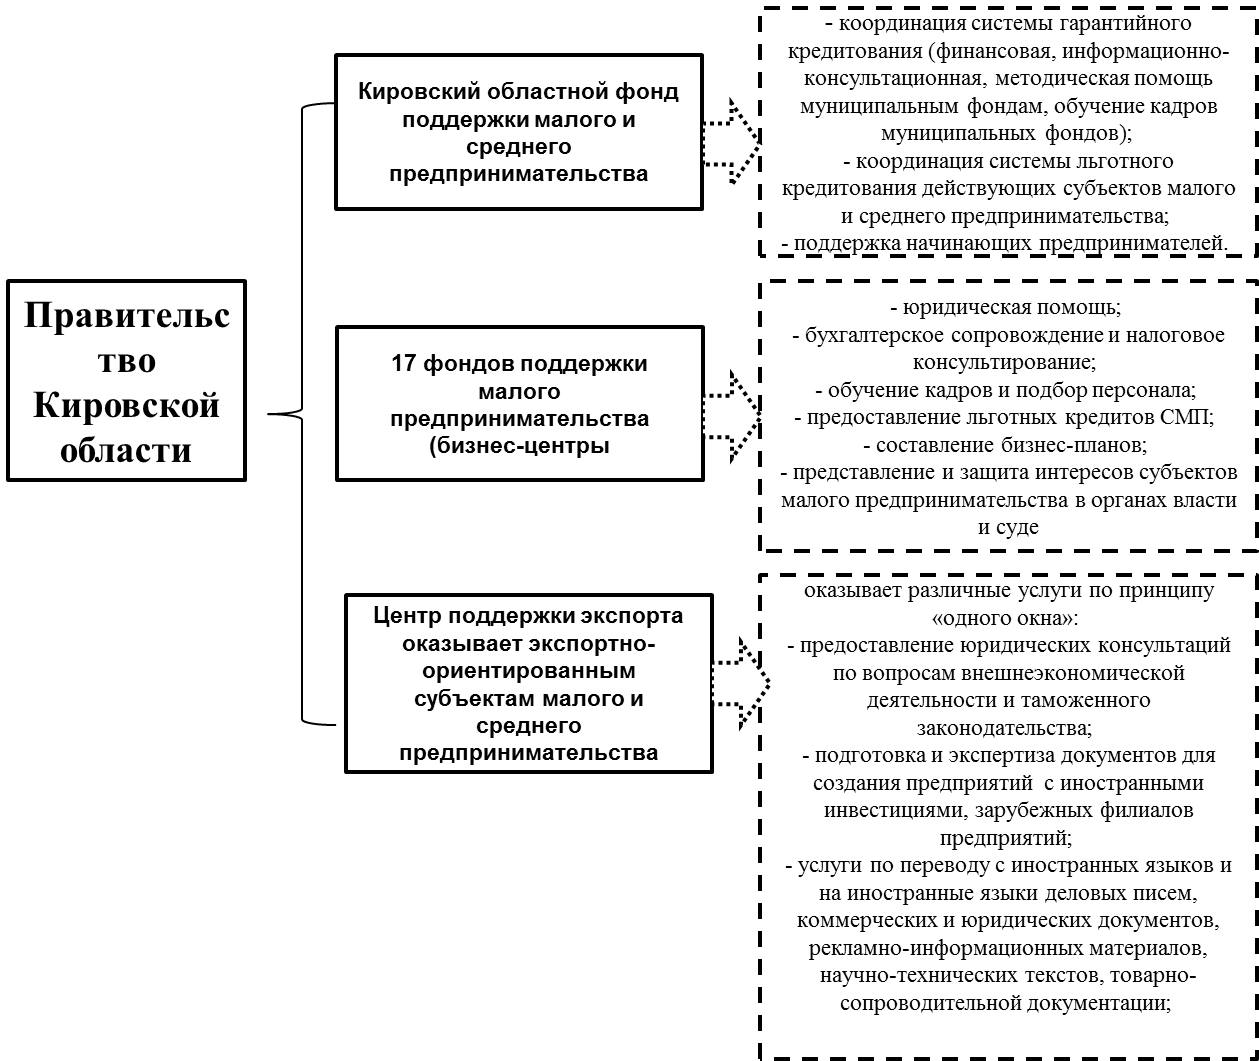 Правительс
тво
Кировской
области
Кировский областной фонд
поддержки малого и
среднего
предпринимательства
- координация системы гарантийного
кредитования (финансовая, информационно-
консультационная, методическая помощь
муниципальным фондам, обучение кадров
муниципальных фондов);
- координация системы льготного
кредитования действующих субъектов малого
и среднего предпринимательства;
- поддержка начинающих предпринимателей.
17 фондов поддержки
малого
предпринимательства
(бизнес-центры
- юридическая помощь;
- бухгалтерское сопровождение и налоговое
консультирование;
- обучение кадров и подбор персонала;
- предоставление льготных кредитов СМП;
- составление бизнес-планов;
- представление и защита интересов субъектов
малого предпринимательства в органах власти
и суде
Центр поддержки экспорта
оказывает экспортно-
ориентированным
субъектам малого и
среднего
предпринимательства
оказывает различные услуги по принципу
«одного окна»:
- предоставление юридических консультаций
по вопросам внешнеэкономической
деятельности и таможенного
законодательства;
- подготовка и экспертиза документов для
создания предприятий с иностранными
инвестициями, зарубежных филиалов
предприятий;
- услуги по переводу с иностранных языков и
на иностранные языки деловых писем,
коммерческих и юридических документов,
рекламно-информационных материалов,
научно-технических текстов, товарно-
сопроводительной документации;